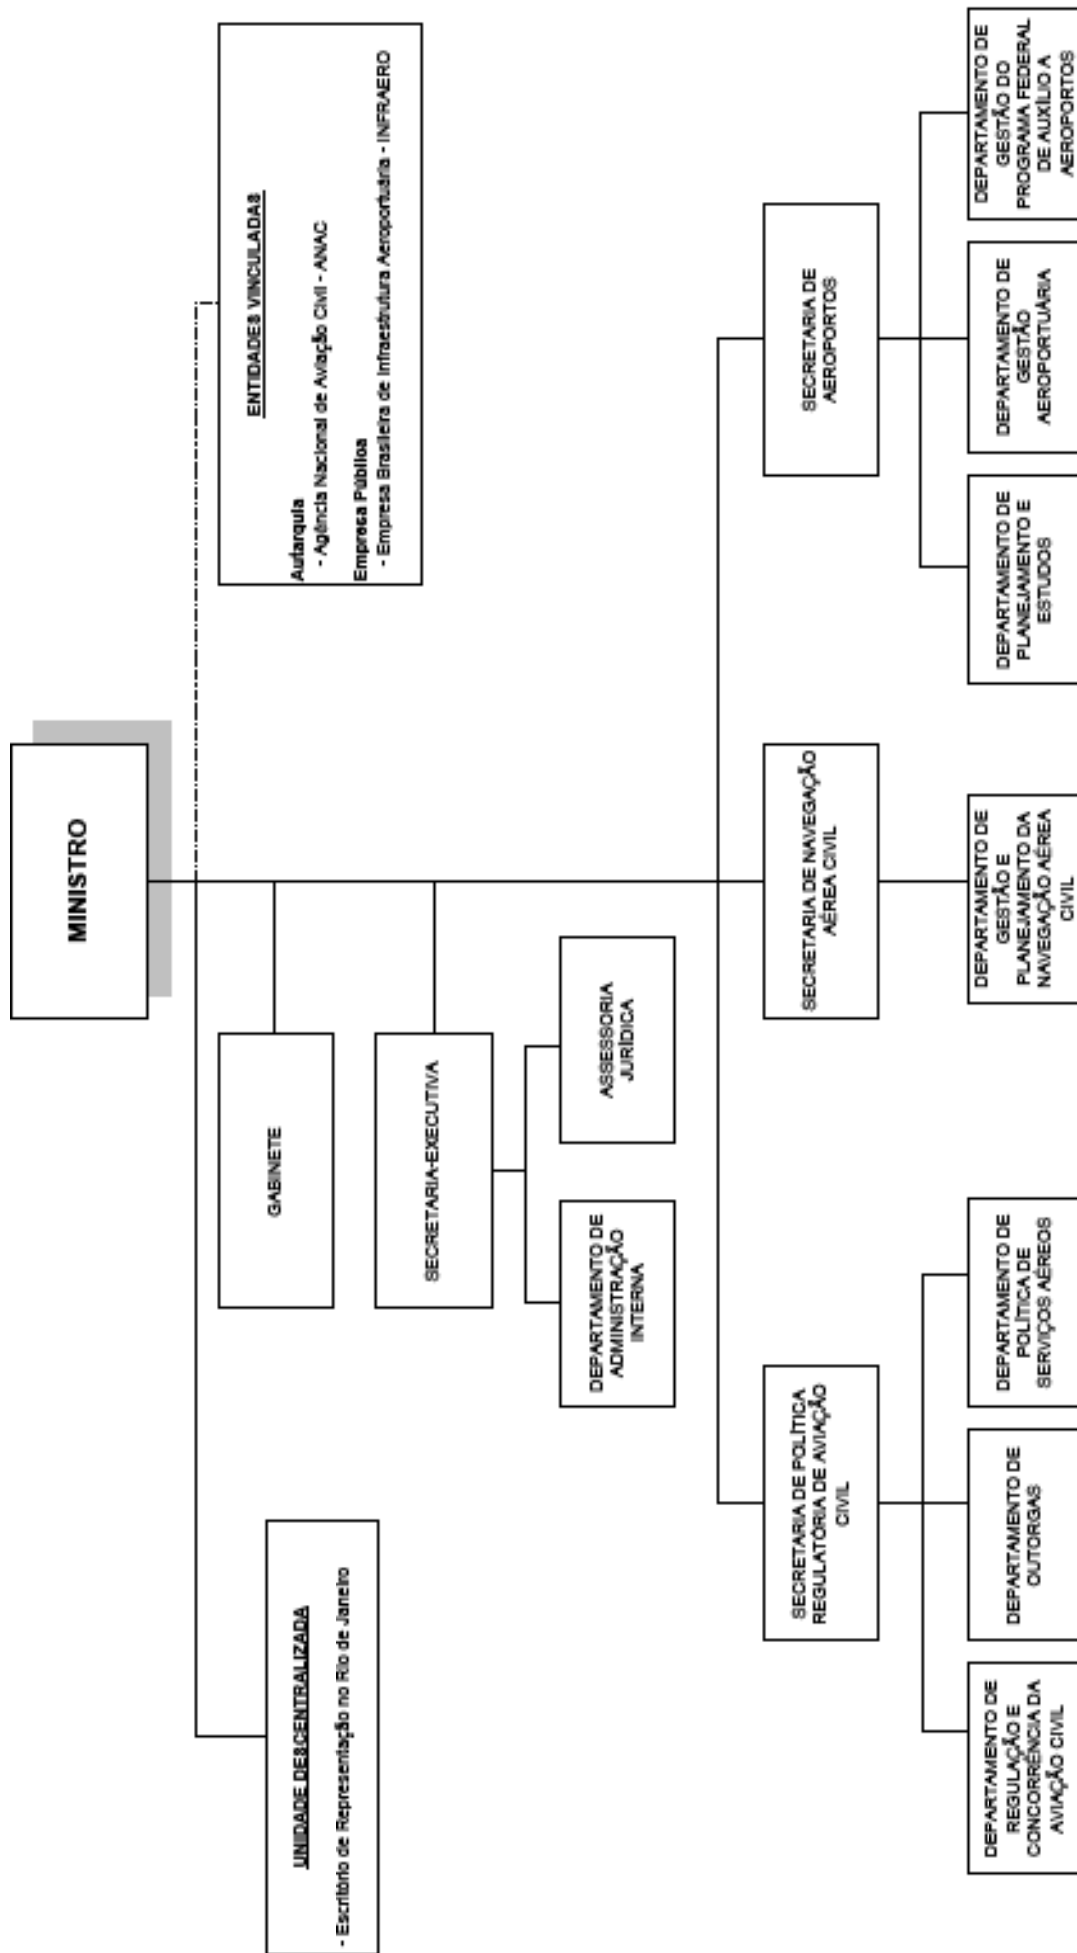 MINISTRO
UNIDADE DESCENTRALIZADA
- Escritório de Representação no Rio de Janeiro
GABINETE
ENTIDADES VINCULADAS
Autarquia
- Agência Nacional de Aviação Civil - ANAC
Empresa Pública
- Empresa Brasileira de Infraestrutura Aeroportuária - INFRAERO
SECRETARIA-EXECUTIVA
DEPARTAMENTO DE
ADMINISTRAÇÃO
INTERNA
ASSESSORIA
JURÍDICA
SECRETARIA DE POLÍTICA
REGULATÓRIA DE AVIAÇÃO
CIVIL
SECRETARIA DE NAVEGAÇÃO
AÉREA CIVIL
SECRETARIA DE
AEROPORTOS
DEPARTAMENTO DE
REGULAÇÃO E
CONCORRÊNCIA DA
AVIAÇÃO CIVIL
DEPARTAMENTO DE
OUTORGAS
DEPARTAMENTO DE
POLÍTICA DE
SERVIÇOS AÉREOS
DEPARTAMENTO DE
GESTÃO E
PLANEJAMENTO DA
NAVEGAÇÃO AÉREA
CIVIL
DEPARTAMENTO DE
PLANEJAMENTO E
ESTUDOS
DEPARTAMENTO DE
GESTÃO
AEROPORTUÁRIA
DEPARTAMENTO DE
GESTÃO DO
PROGRAMA FEDERAL
DE AUXÍLIO A
AEROPORTOS